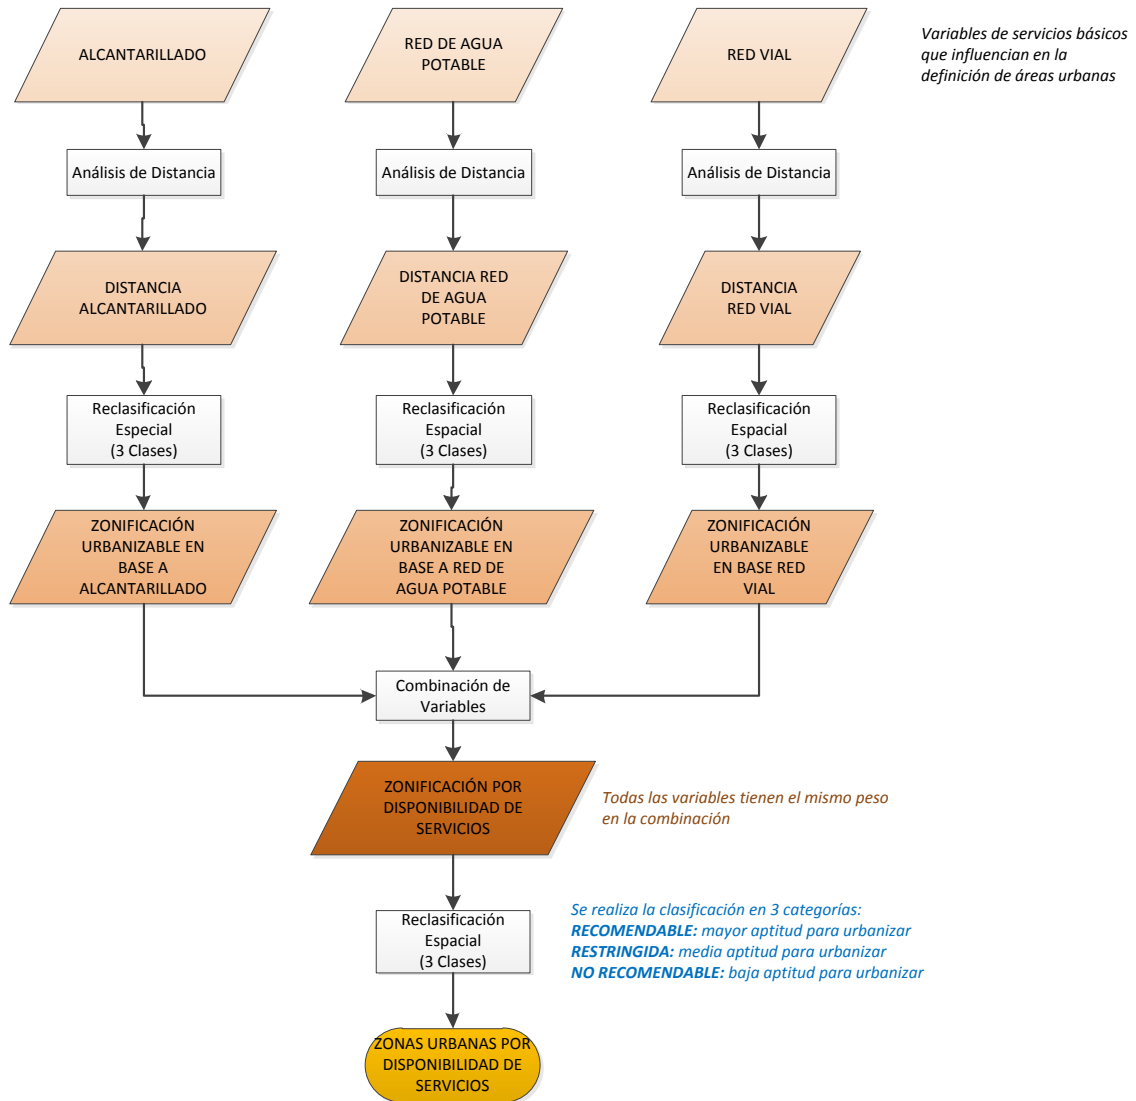 ALCANTARILLADO
RED DE AGUA
POTABLE
RED VIAL
Variables de servicios básicos
que influencian en la
definición de áreas urbanas
Análisis de Distancia
Análisis de Distancia
Análisis de Distancia
DISTANCIA
ALCANTARILLADO
DISTANCIA RED
DE AGUA
POTABLE
DISTANCIA
RED VIAL
Reclasificación
Especial
(3 Clases)
Reclasificación
Espacial
(3 Clases)
Reclasificación
Espacial
(3 Clases)
ZONIFICACIÓN
URBANIZABLE EN
BASE A
ALCANTARILLADO
ZONIFICACIÓN
URBANIZABLE EN
BASE A RED DE
AGUA POTABLE
ZONIFICACIÓN
URBANIZABLE
EN BASE RED
VIAL
Combinación de
Variables
ZONIFICACIÓN POR
DISPONIBILIDAD DE
SERVICIOS
Todas las variables tienen el mismo peso
en la combinación
Reclasificación
Espacial
(3 Clases)
Se realiza la clasificación en 3 categorías:
RECOMENDABLE: mayor aptitud para urbanizar
RESTRINGIDA: media aptitud para urbanizar
NO RECOMENDABLE: baja aptitud para urbanizar
ZONAS URBANAS POR
DISPONIBILIDAD DE
SERVICIOS